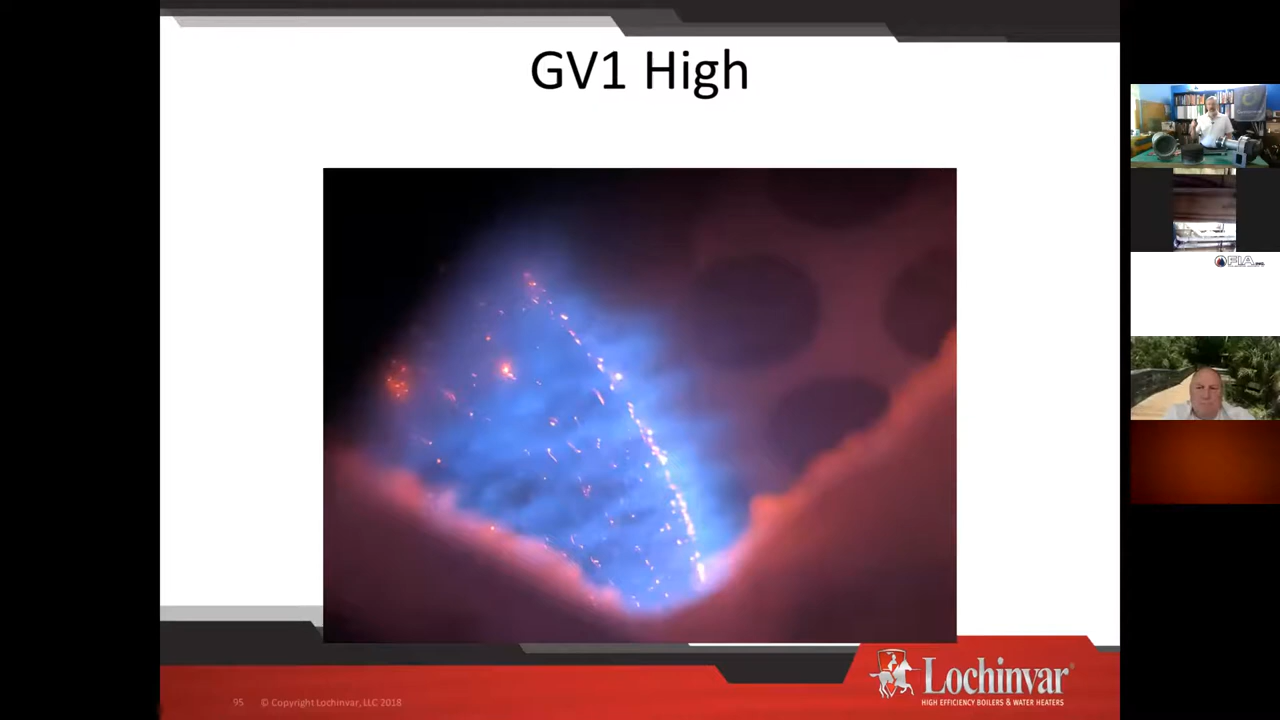 GV1 High
FIA
95 © Copyright Lochinvar, LLC 2018
Lochinvar®
HIGH EFFICIENCY BOILERS & WATER HEATERS